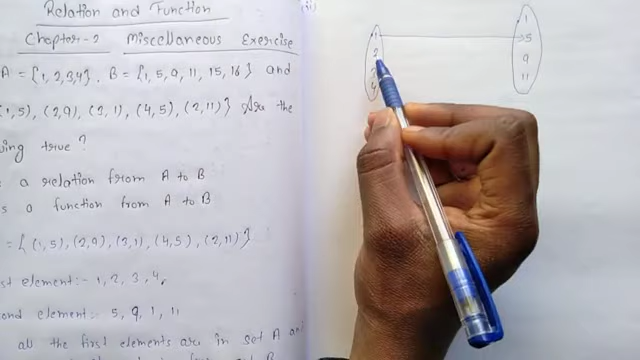 Relation and Function
Chapter-2 Miscellaneous Exercise
A = {1, 2, 3, 4}. B = {1, 5, 9, 11, 15, 16} and
1, 5), (2, 9), (3, 1), (4, 5), (2, 11)} Are the
ing true?
a relation from A to B
s a function from A to B
= {(1, 5), (2, 9), (3, 1), (4, 5), (2, 11)}
st element :- 1, 2, 3, 4,
ond element :- 5, 9, 1, 11
all the first elements are in set A
ii)
1
2
3
4
1
5
9
11